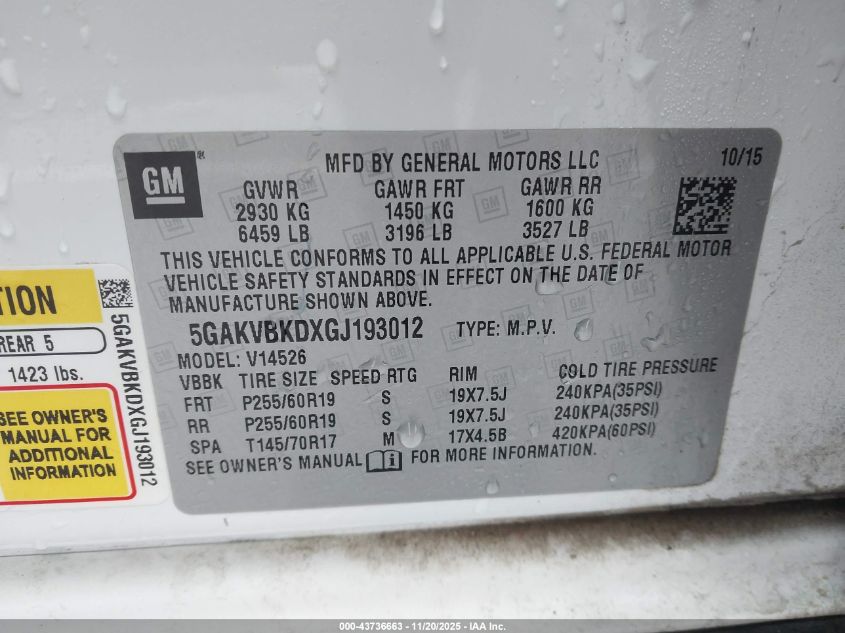 GM
MFD BY GENERAL MOTORS LLC
10/15
GVWR GAWR FRT GAWR RR
2930 KG 1450 KG 1600 KG
6459 LB 3196 LB 3527 LB
THIS VEHICLE CONFORMS TO ALL APPLICABLE U.S. FEDERAL MOTOR
VEHICLE SAFETY STANDARDS IN EFFECT ON THE DATE OF
MANUFACTURE SHOWN ABOVE.
5GAKVBKDXGJ193012 TYPE: M.P.V.
MODEL: V14526
VBBK TIRE SIZE SPEED RTG RIM COLD TIRE PRESSURE
FRT P255/60R19 S 19X7.5J 240KPA(35PSI)
RR P255/60R19 S 19X7.5J 240KPA(35PSI)
SPA T145/70R17 M 17X4.5B 420KPA(60PSI)
SEE OWNER'S MANUAL FOR MORE INFORMATION.
TION
REAR 5
1423 lbs.
SEE OWNER'S
MANUAL FOR
ADDITIONAL
INFORMATION
5GAKVBKDXGJ193012
000-43736663 - 11/20/2025 - IAA Inc.